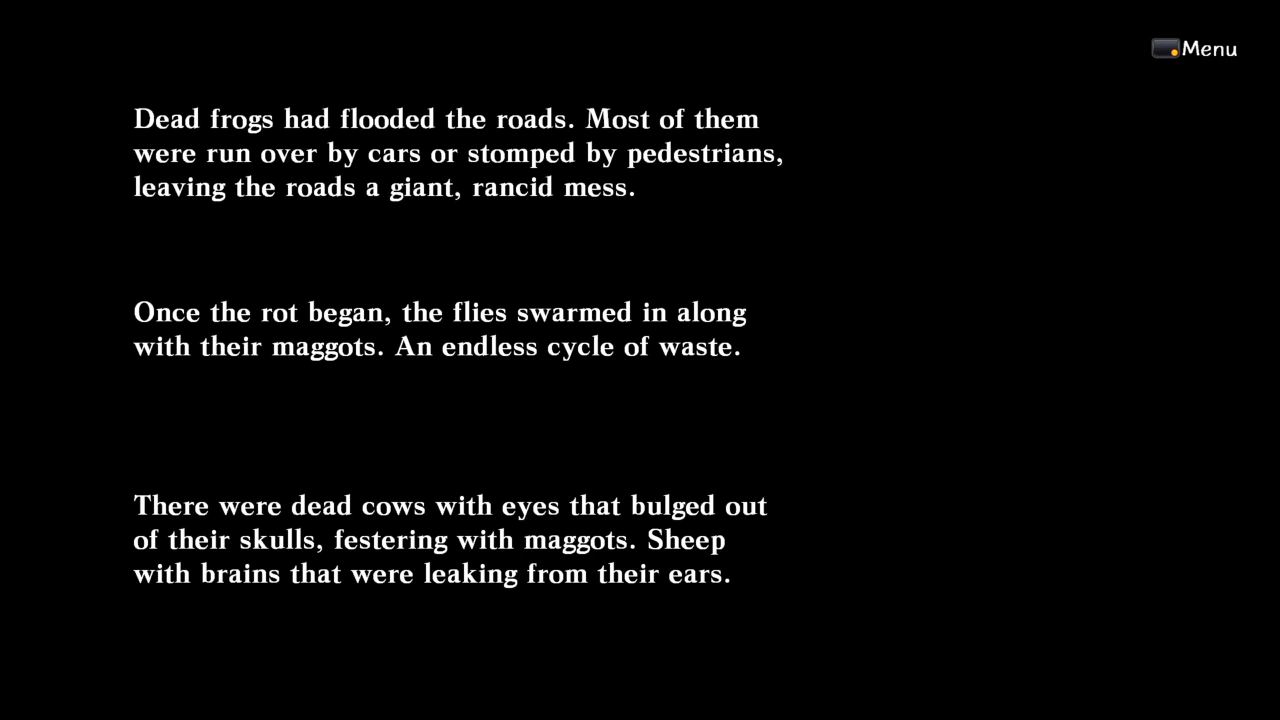 Menu
Dead frogs had flooded the roads. Most of them
were run over by cars or stomped by pedestrians,
leaving the roads a giant, rancid mess.
Once the rot began, the flies swarmed in along
with their maggots. An endless cycle of waste.
There were dead cows with eyes that bulged out
of their skulls, festering with maggots. Sheep
with brains that were leaking from their ears.